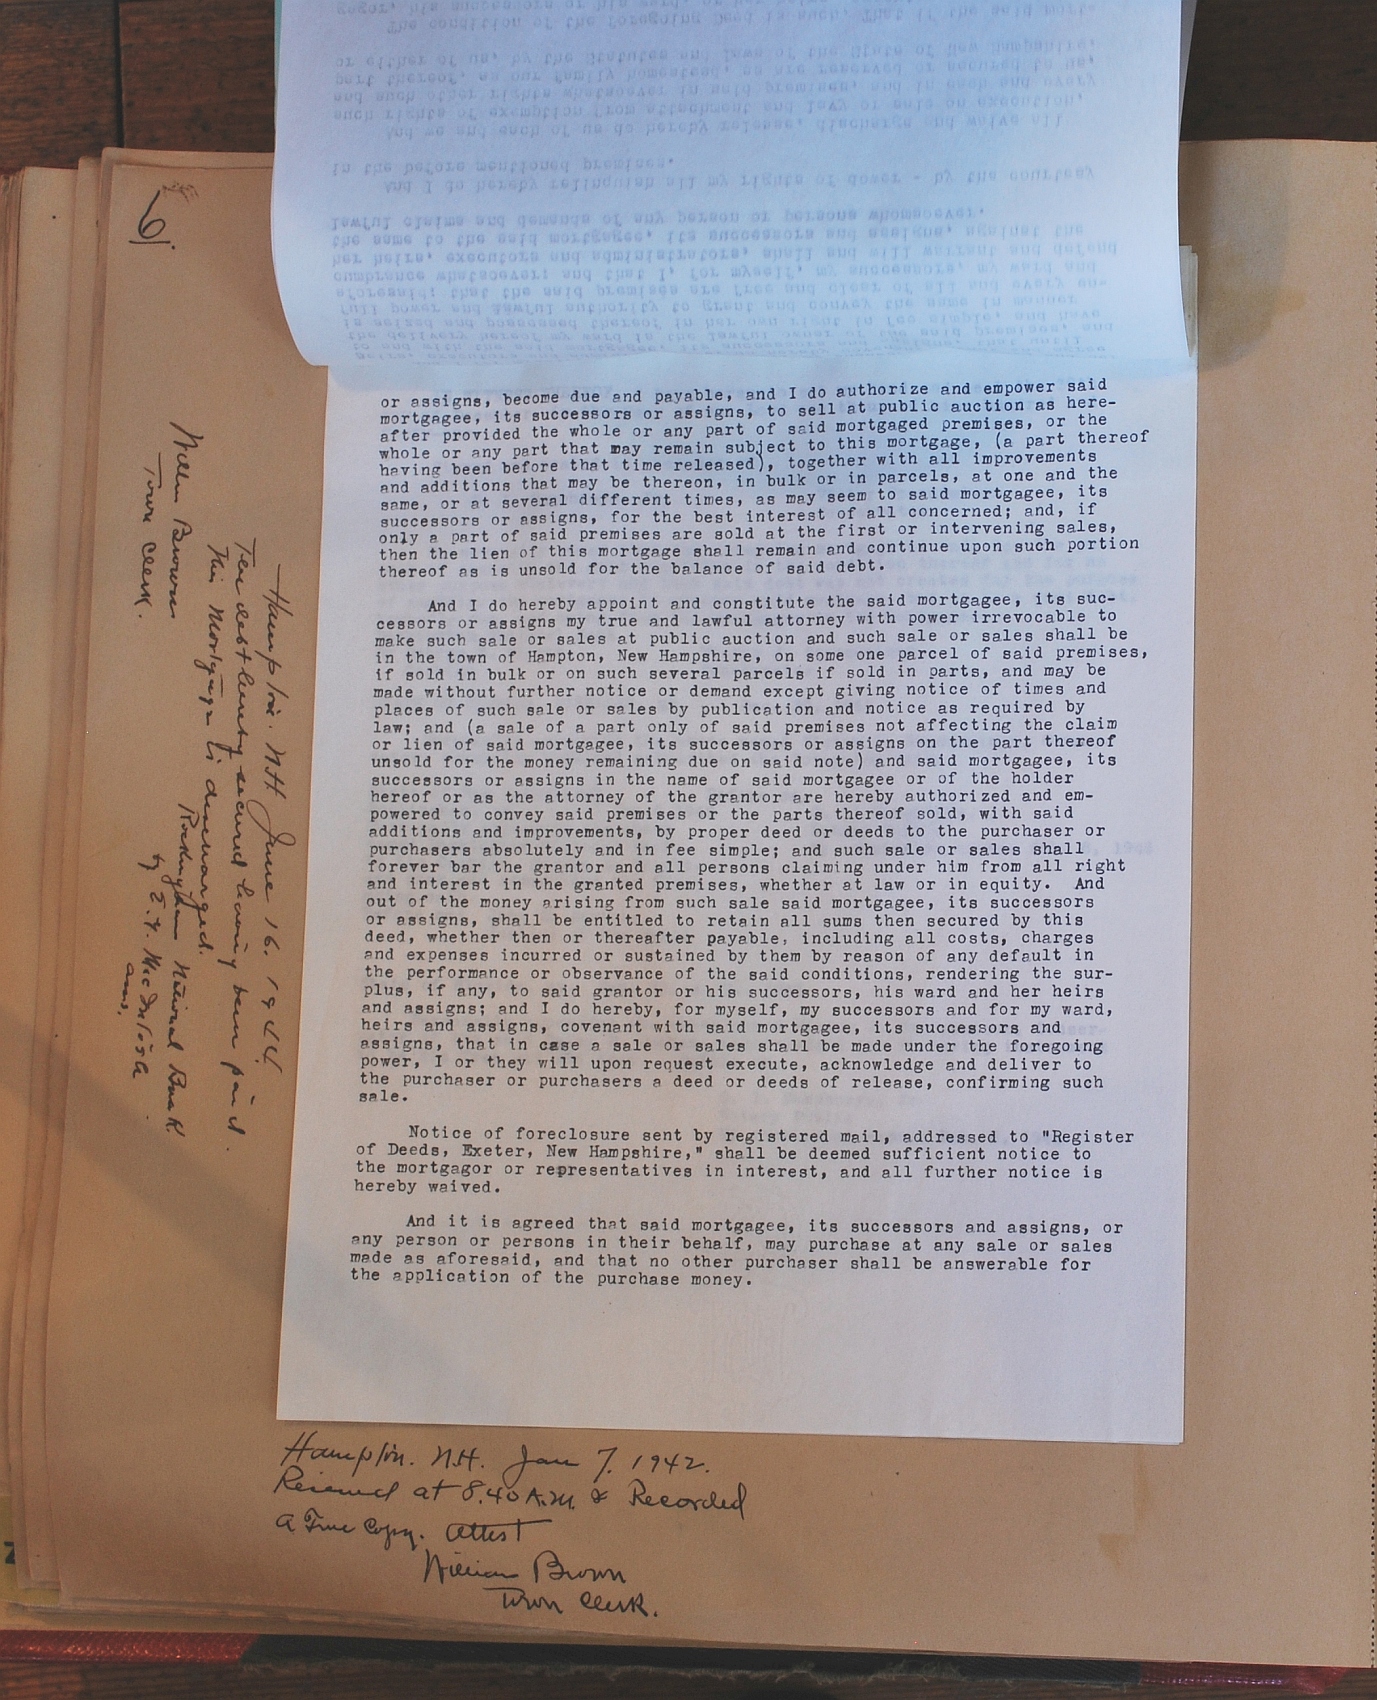 or assigns, become due and payable, and I do authorize and empower said
mortgagee, its successors or assigns, to sell at public auction as here-
after provided the whole or any part of said mortgaged premises, or the
whole or any part that may remain subject to this mortgage, (a part thereof
having been before that time released), together with all improvements
and additions that may be thereon, in bulk or in parcels, at one and the
same, or at several different times, as may seem to said mortgagee, its
successors or assigns, for the best interest of all concerned; and, if
only a part of said premises are sold at the first or intervening sales,
then the lien of this mortgage shall remain and continue upon such portion
thereof as is unsold for the balance of said debt.
And I do hereby appoint and constitute the said mortgagee, its suc-
cessors or assigns my true and lawful attorney with power irrevocable to
make such sale or sales at public auction and such sale or sales shall be
in the town of Hampton, New Hampshire, on some one parcel of said premises,
if sold in bulk or on such several parcels if sold in parts, and may be
made without further notice or demand except giving notice of times and
places of such sale or sales by publication and notice as required by
law; and (a sale of a part only of said premises not affecting the claim
or lien of said mortgagee, its successors or assigns on the part thereof
unsold for the money remaining due on said note) and said mortgagee, its
successors or assigns in the name of said mortgagee or of the holder
hereof or as the attorney of the grantor are hereby authorized and em-
powered to convey said premises or the parts thereof sold, with said
additions and improvements, by proper deed or deeds to the purchaser or
purchasers absolutely and in fee simple; and such sale or sales shall
forever bar the grantor and all persons claiming under him from all right
and interest in the granted premises, whether at law or in equity. And
out of the money arising from such sale said mortgagee, its successors
or assigns, shall be entitled to retain all sums then secured by this
deed, whether then or thereafter payable, including all costs, charges
and expenses incurred or sustained by them by reason of any default in
the performance or observance of the said conditions, rendering the sur-
plus, if any, to said grantor or his successors, his ward and her heirs
and assigns; and I do hereby, for myself, my successors and for my ward,
heirs and assigns, covenant with said mortgagee, its successors and
assigns, that in case a sale or sales shall be made under the foregoing
power, I or they will upon request execute, acknowledge and deliver to
the purchaser or purchasers a deed or deeds of release, confirming such
sale.
Notice of foreclosure sent by registered mail, addressed to "Register
of Deeds, Exeter, New Hampshire," shall be deemed sufficient notice to
the mortgagor or representatives in interest, and all further notice is
hereby waived.
And it is agreed that said mortgagee, its successors and assigns, or
any person or persons in their behalf, may purchase at any sale or sales
made as aforesaid, and that no other purchaser shall be answerable for
the application of the purchase money.
Hampton. N.H. Jan 7. 1942.
Received at 8.40 A.M. & Recorded
a True Copy. Attest
William Brown
Town Clerk.
Hampton. N.H June 16. 1944
The debt hereby secured having been paid
this Mortgage is discharged.
Rockingham National Bank
by
William Brown
Town Clerk.